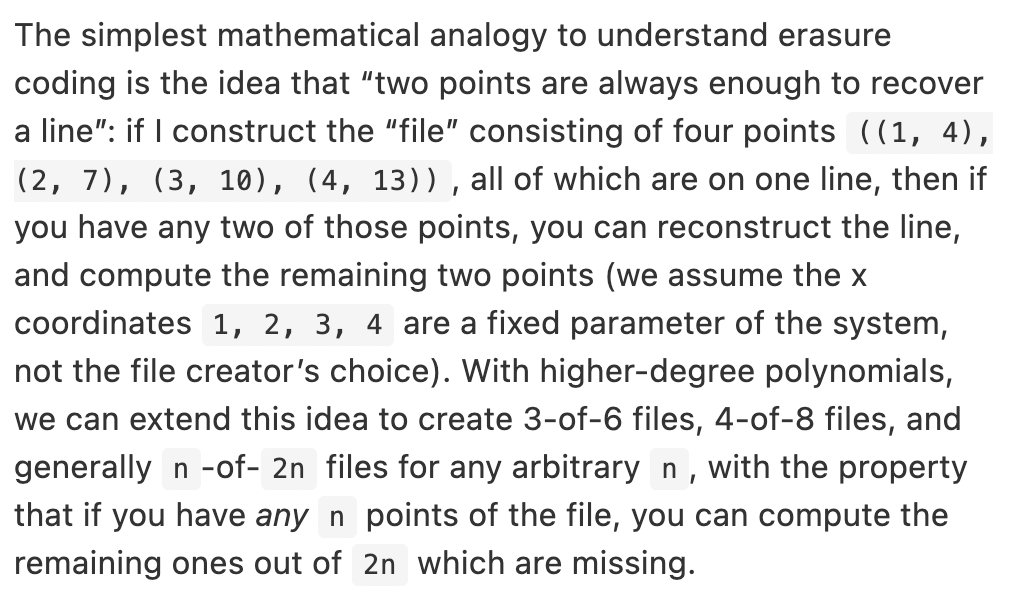 The simplest mathematical analogy to understand erasure
coding is the idea that “two points are always enough to recover
a line”: if I construct the “file” consisting of four points ((1, 4),
(2, 7), (3, 10), (4, 13)), all of which are on one line, then if
you have any two of those points, you can reconstruct the line,
and compute the remaining two points (we assume the x
coordinates 1, 2, 3, 4 are a fixed parameter of the system,
not the file creator’s choice). With higher-degree polynomials,
we can extend this idea to create 3-of-6 files, 4-of-8 files, and
generally n-of-2n files for any arbitrary n, with the property
that if you have any n points of the file, you can compute the
remaining ones out of 2n which are missing.